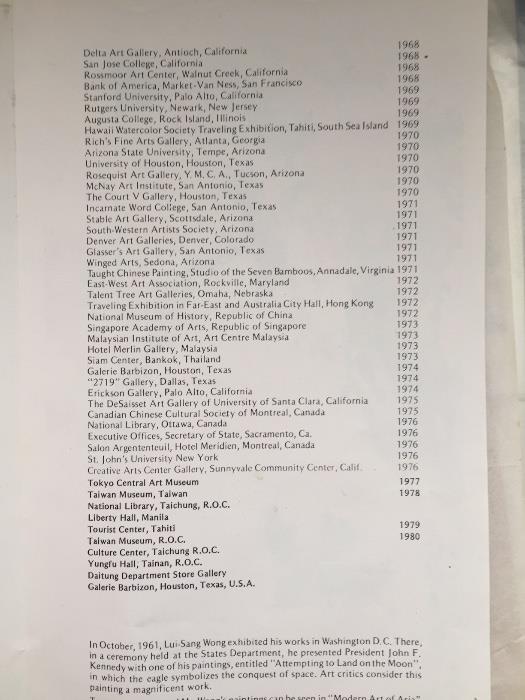 Delta Art Gallery, Antioch, California 1968
San Jose College, California 1968
Rossmoor Art Center, Walnut Creek, California 1968
Bank of America, Market-Van Ness, San Francisco 1968
Stanford University, Palo Alto, California 1969
Rutgers University, Newark, New Jersey 1969
Augusta College, Rock Island, Illinois 1969
Hawaii Watercolor Society Traveling Exhibition, Tahiti, South Sea Island 1969
Rich's Fine Arts Gallery, Atlanta, Georgia 1970
Arizona State University, Tempe, Arizona 1970
University of Houston, Houston, Texas 1970
Rosequist Art Gallery, Y. M. C. A., Tucson, Arizona 1970
McNay Art Institute, San Antonio, Texas 1970
The Court V Gallery, Houston, Texas 1970
Incarnate Word College, San Antonio, Texas 1971
Stable Art Gallery, Scottsdale, Arizona 1971
South-Western Artists Society, Arizona 1971
Denver Art Galleries, Denver, Colorado 1971
Glasser's Art Gallery, San Antonio, Texas 1971
Winged Arts, Sedona, Arizona 1971
Taught Chinese Painting, Studio of the Seven Bamboos, Annadale, Virginia 1971
East-West Art Association, Rockville, Maryland 1972
Talent Tree Art Galleries, Omaha, Nebraska 1972
Traveling Exhibition in Far-East and Australia City Hall, Hong Kong 1972
National Museum of History, Republic of China 1972
Singapore Academy of Arts, Republic of Singapore 1973
Malaysian Institute of Art, Art Centre Malaysia 1973
Hotel Merlin Gallery, Malaysia 1973
Siam Center, Bankok, Thailand 1973
Galerie Barbizon, Houston, Texas 1974
"2719" Gallery, Dallas, Texas 1974
Erickson Gallery, Palo Alto, California 1974
The DeSaisset Art Gallery of University of Santa Clara, California 1975
Canadian Chinese Cultural Society of Montreal, Canada 1975
National Library, Ottawa, Canada 1976
Executive Offices, Secretary of State, Sacramento, Ca. 1976
Salon Argententeuil, Hotel Meridien, Montreal, Canada 1976
St. John's University New York 1976
Creative Arts Center Gallery, Sunnyvale Community Center, Calif. 1976
Tokyo Central Art Museum 1977
Taiwan Museum, Taiwan 1978
National Library, Taichung, R.O.C.
Liberty Hall, Manila
Tourist Center, Tahiti 1979
Taiwan Museum, R.O.C. 1980
Culture Center, Taichung R.O.C.
Yungfu Hall, Tainan, R.O.C.
Daitung Department Store Gallery
Galerie Barbizon, Houston, Texas, U.S.A.
In October, 1961, Lui-Sang Wong exhibited his works in Washington D.C. There,
in a ceremony held at the States Department, he presented President John F.
Kennedy with one of his paintings, entitled "Attempting to Land on the Moon",
in which the eagle symbolizes the conquest of space. Art critics consider this
painting a magnificent work.
can be seen in "Modern Art of Asia"